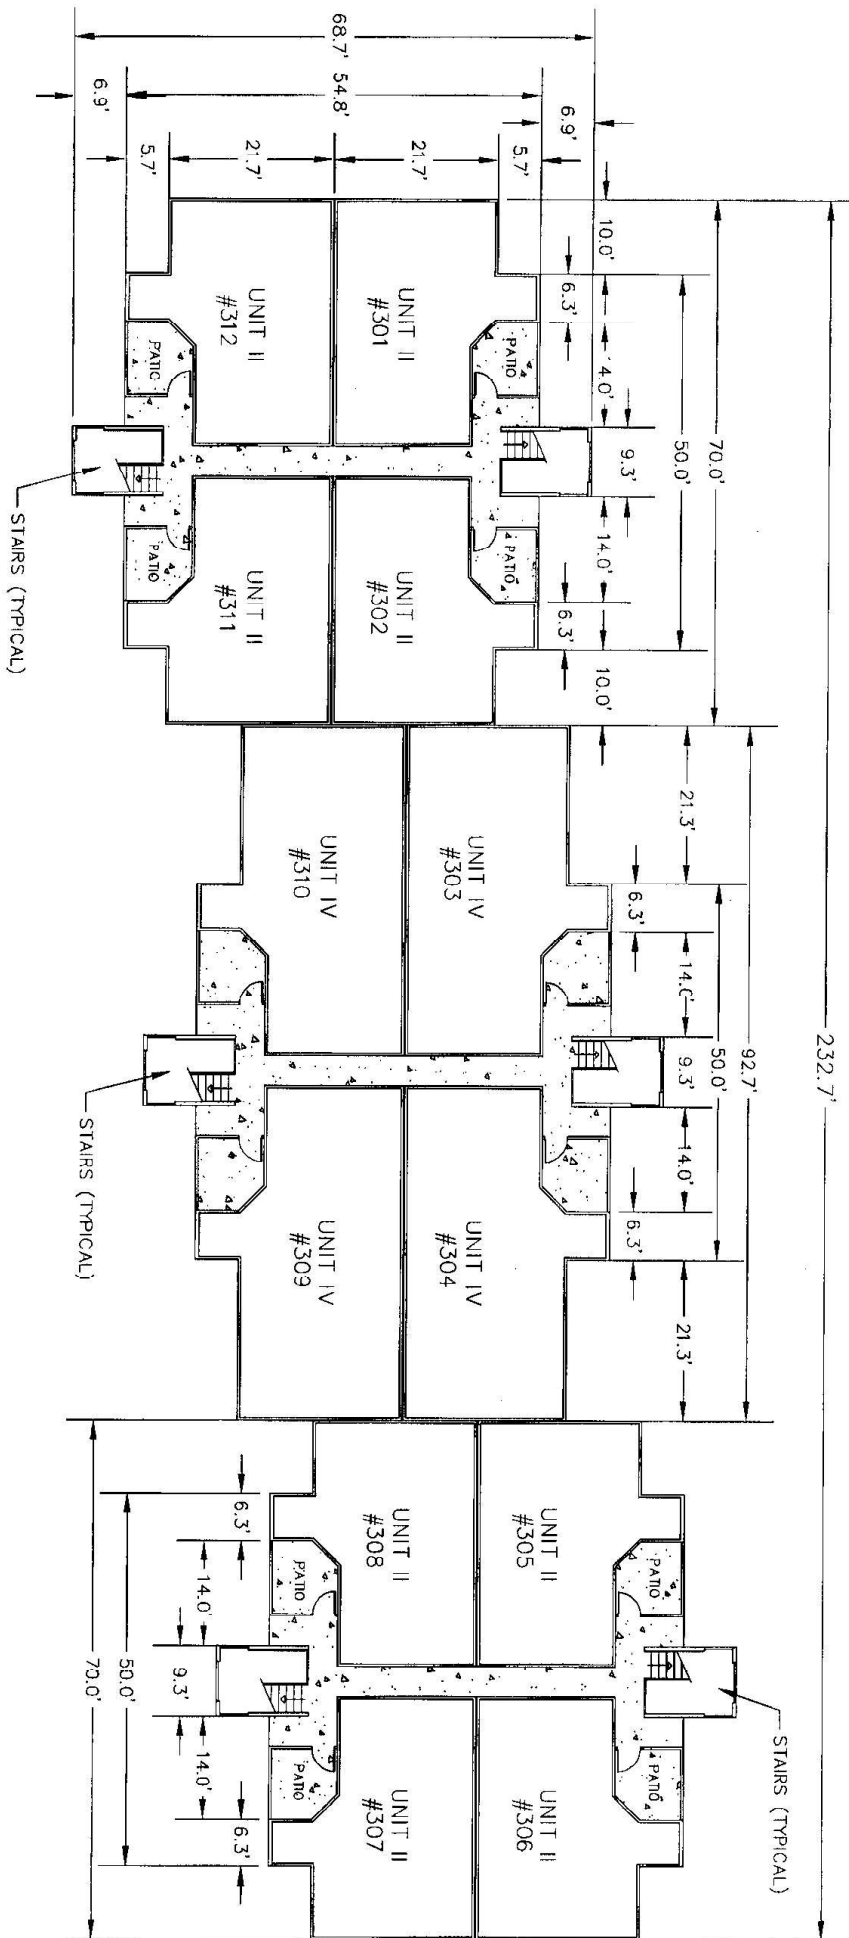 232.7'
STAIRS (TYPICAL)
92.7'
70.0'
50.0'
50.0'
21.3'
14.0'
9.3'
14.0'
21.3'
6.3'
6.3'
10.0'
14.0'
9.3'
14.0'
10.0'
6.3'
6.3'
6.9'
5.7'
21.7'
21.7'
5.7'
6.9'
54.8'
68.7'
PATIO
PATIO
PATIO
PATIO
UNIT II
#301
UNIT II
#302
UNIT IV
#303
UNIT IV
#304
UNIT II
#305
UNIT II
#306
UNIT II
#312
UNIT II
#311
UNIT IV
#310
UNIT IV
#309
UNIT II
#308
UNIT II
#307
PATIO
PATIO
PATIO
PATIO
STAIRS (TYPICAL)
STAIRS (TYPICAL)
6.3'
6.3'
14.0'
9.3'
14.0'
50.0'
70.0'